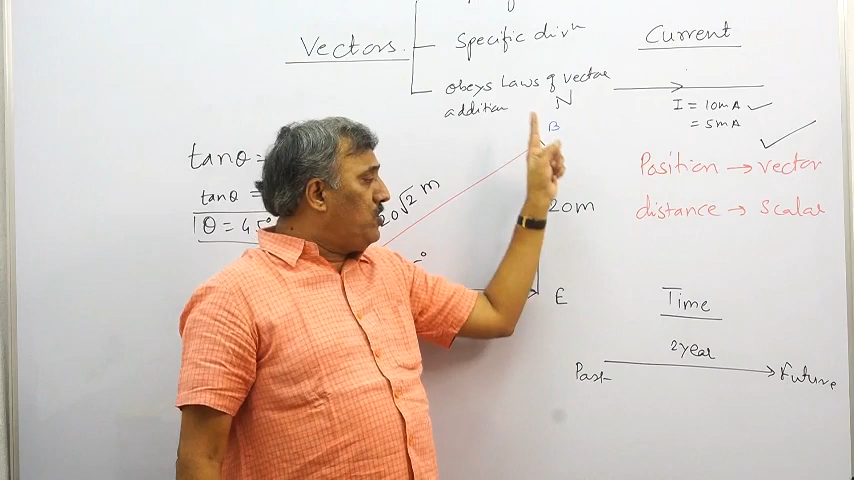 Vectors.
Specific dirⁿ
obeys Laws of vector
addition
N
B
tanθ =
tanθ =
θ = 45°
20√2 m
20m
E
Current
I = 10mA
= 5mA
Position → vector
distance → Scalar
Time
2year
Past
Future